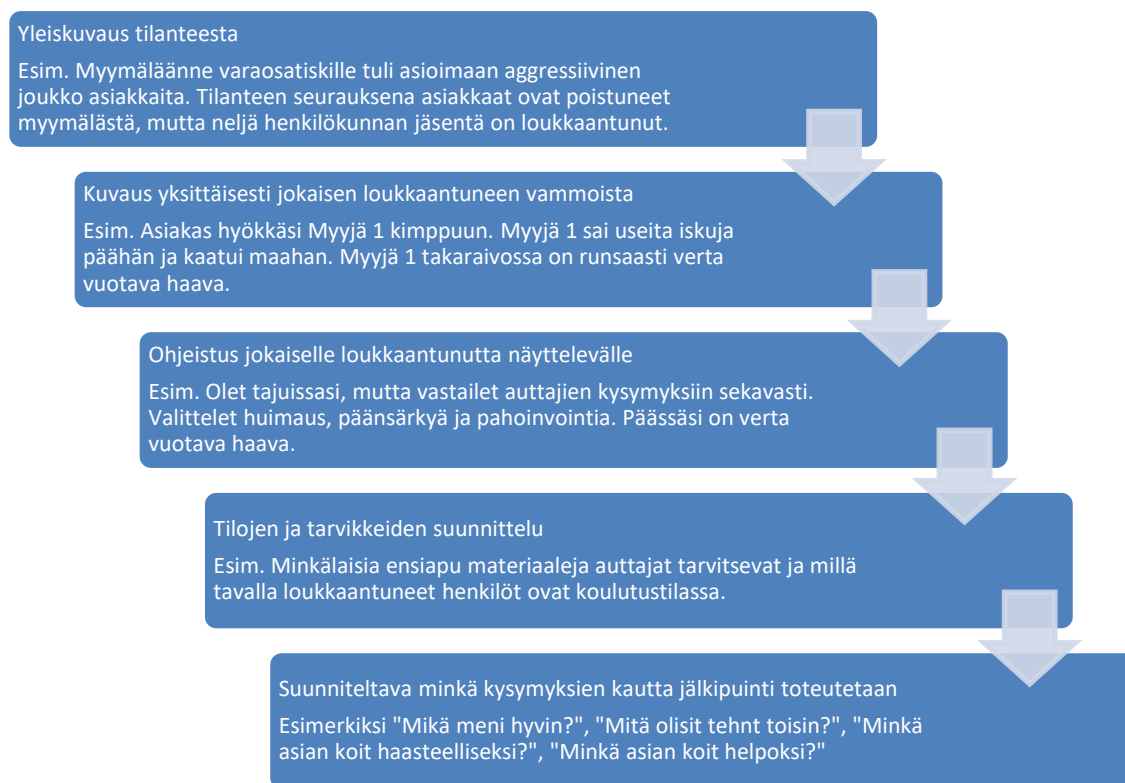 Yleiskuvaus tilanteesta
Esim. Myymäläänne varaosatiskille tuli asioimaan aggressiivinen
joukko asiakkaita. Tilanteen seurauksena asiakkaat ovat poistuneet
myymälästä, mutta neljä henkilökunnan jäsentä on loukkaantunut.
Kuvaus yksittäisesti jokaisen loukkaantuneen vammoista
Esim. Asiakas hyökkäsi Myyjä 1 kimppuun. Myyjä 1 sai useita iskuja
päähän ja kaatui maahan. Myyjä 1 takaraivossa on runsaasti verta
vuotava haava.
Ohjeistus jokaiselle loukkaantunutta näyttelevälle
Esim. Olet tajuissasi, mutta vastailet auttajien kysymyksiin sekavasti.
Valittelet huimaus, päänsärkyä ja pahoinvointia. Päässäsi on verta
vuotava haava.
Tilojen ja tarvikkeiden suunnittelu
Esim. Minkälaisia ensiapu materiaaleja auttajat tarvitsevat ja millä
tavalla loukkaantuneet henkilöt ovat koulutustilassa.
Suunniteltava minkä kysymyksien kautta jälkipuinti toteutetaan
Esimerkiksi "Mikä meni hyvin?", "Mitä olisit tehnt toisin?", "Minkä
asian koit haasteelliseksi?", "Minkä asian koit helpoksi?"